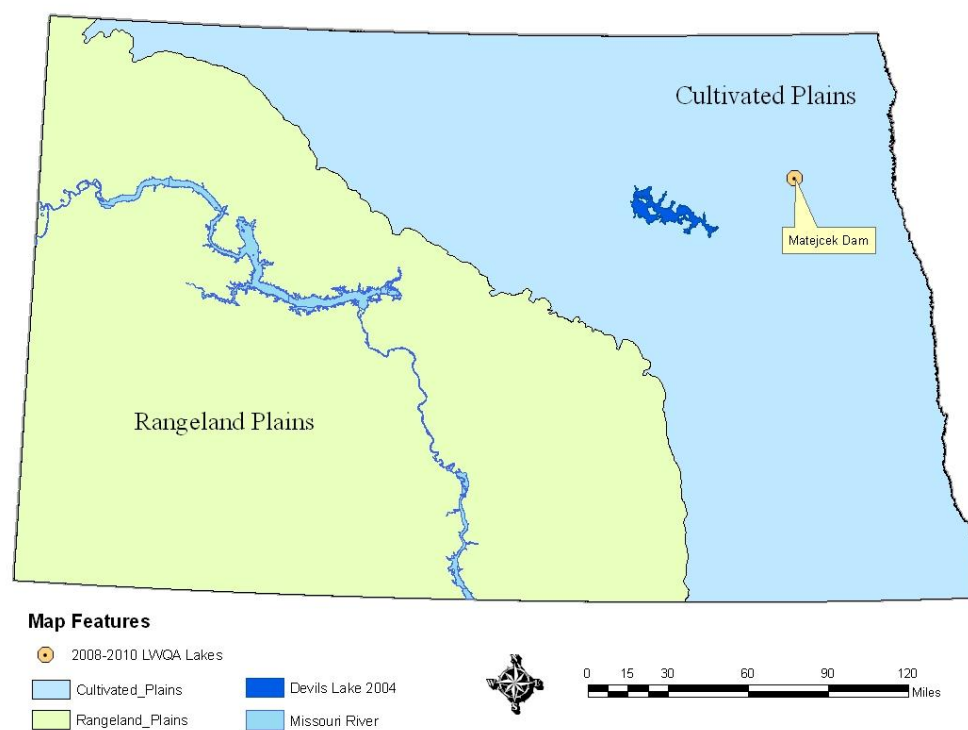 Cultivated Plains
Matejcek Dam
Rangeland Plains
Map Features
2008-2010 LWQA Lakes
Cultivated_Plains
Devils Lake 2004
Rangeland_Plains
Missouri River
0 15 30 60 90 120
Miles